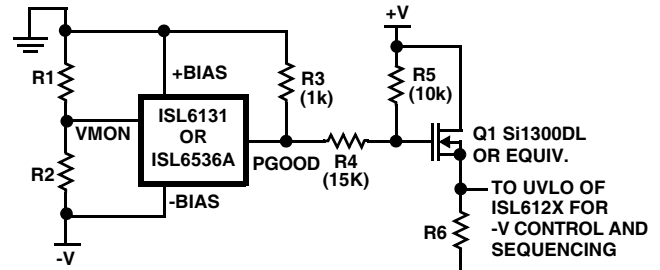 +V
R1
+BIAS
R3
(1k)
R5
(10k)
VMON
ISL6131
OR
ISL6536A
PGOOD
R4
(15K)
Q1 Si1300DL
OR EQUIV.
R2
-BIAS
-V
R6
TO UVLO OF
ISL612X FOR
-V CONTROL AND
SEQUENCING